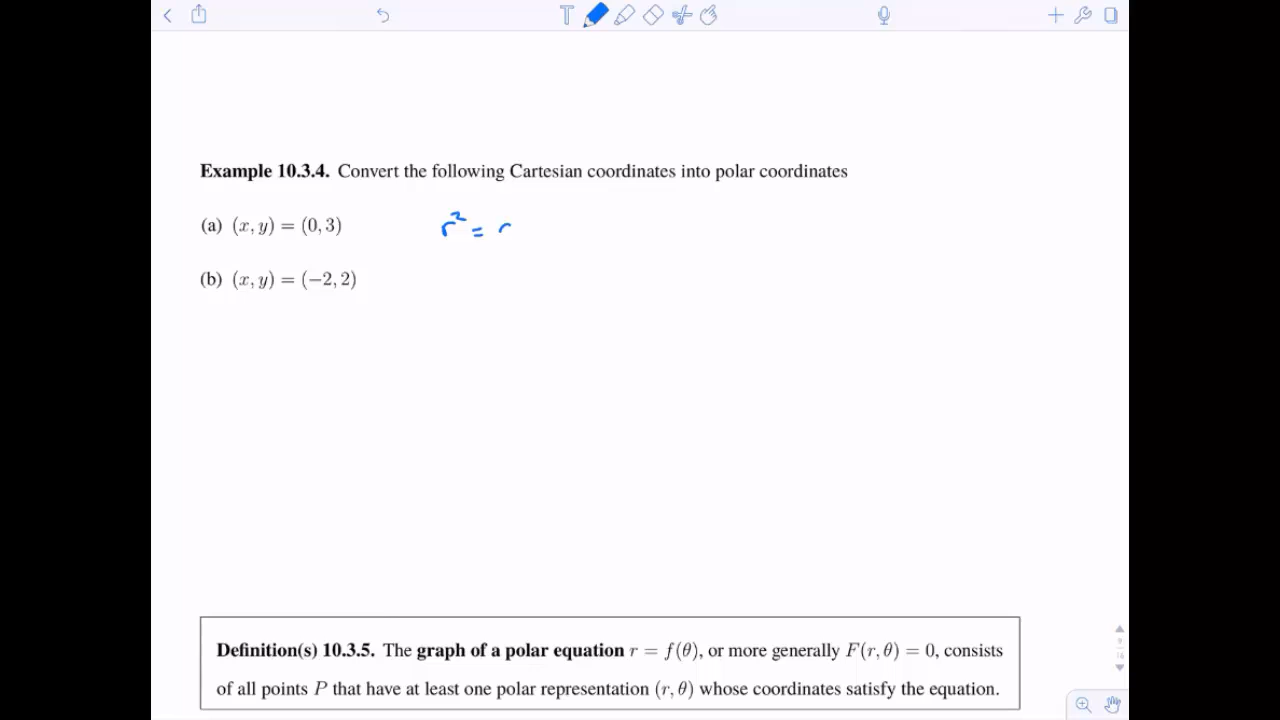 Example 10.3.4. Convert the following Cartesian coordinates into polar coordinates
(a) (x, y) = (0, 3) r² =
(b) (x, y) = (−2, 2)
Definition(s) 10.3.5. The graph of a polar equation r = f(θ), or more generally F(r, θ) = 0, consists
of all points P that have at least one polar representation (r, θ) whose coordinates satisfy the equation.